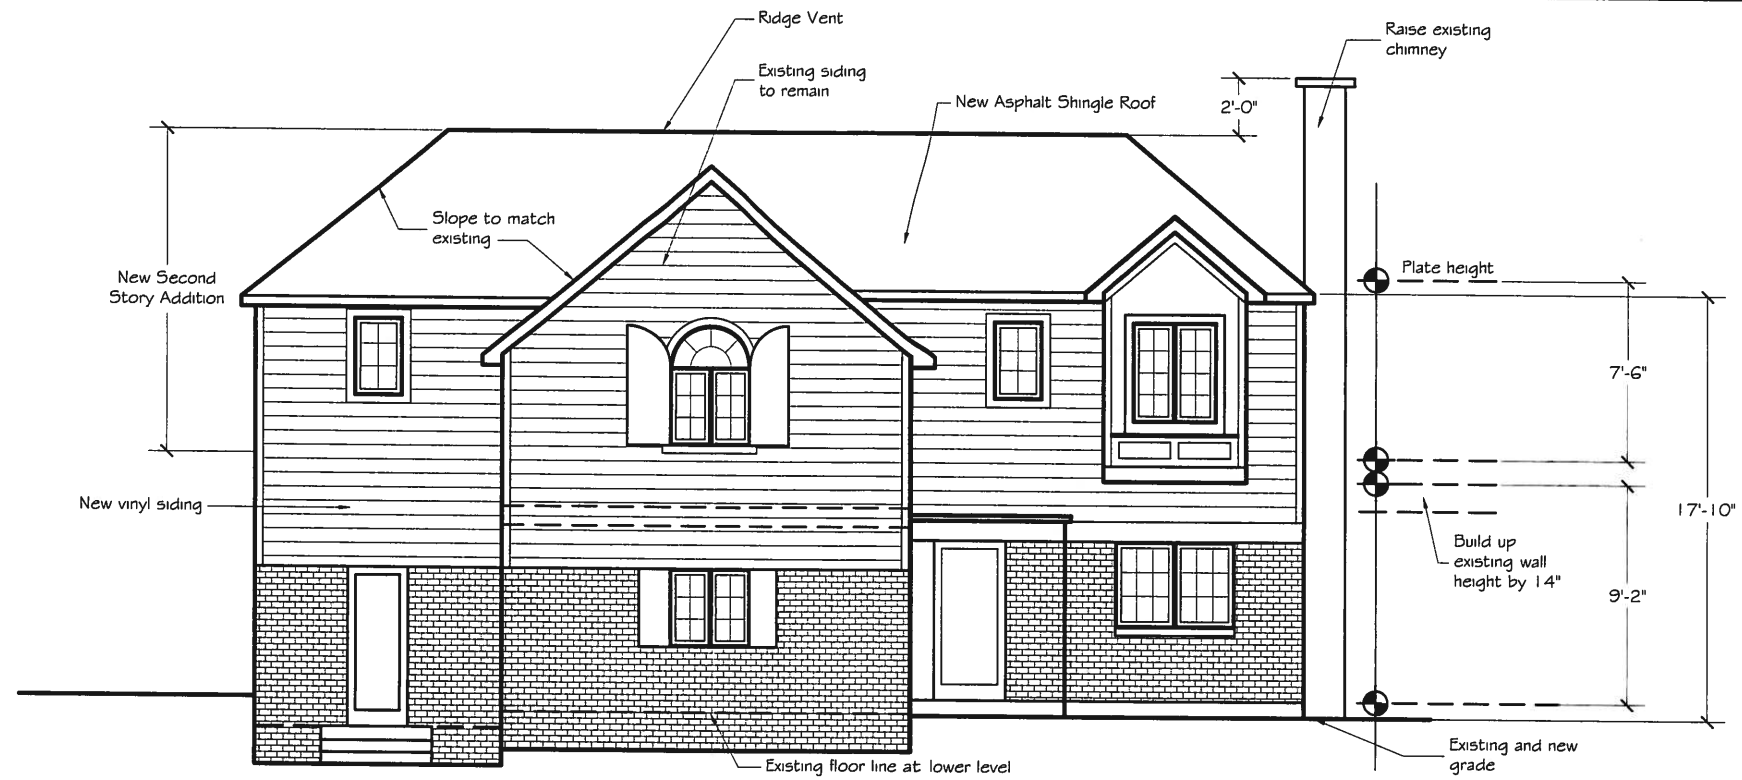 Ridge Vent
Raise existing
chimney
Existing siding
to remain
New Asphalt Shingle Roof
2'-0"
Slope to match
existing
New Second
Story Addition
Plate height
7'-6"
New vinyl siding
17'-10"
Build up
existing wall
height by 14"
9'-2"
Existing and new
grade
Existing floor line at lower level